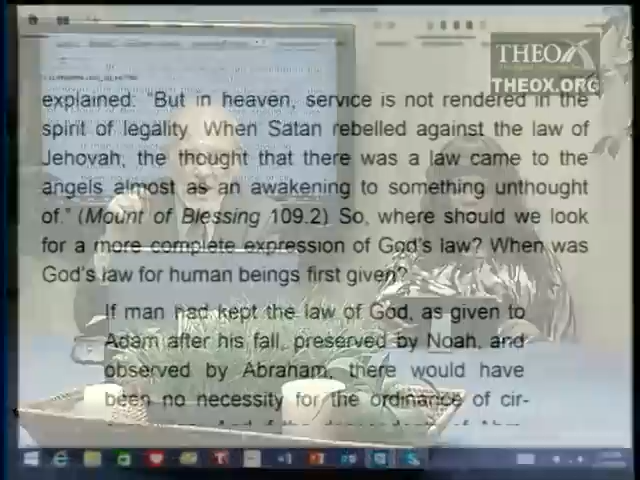 THEOX
THEOX.ORG
explained: "But in heaven, service is not rendered in the
spirit of legality. When Satan rebelled against the law of
Jehovah, the thought that there was a law came to the
angels almost as an awakening to something unthought
of." (Mount of Blessing 109.2) So, where should we look
for a more complete expression of God's law? When was
God's law for human beings first given?
If man had kept the law of God, as given to
Adam after his fall, preserved by Noah, and
observed by Abraham, there would have
been no necessity for the ordinance of cir-